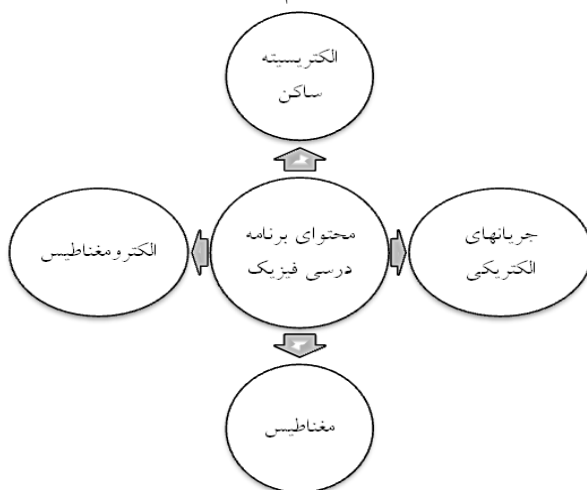 الکتریسیته
ساکن
محتوای برنامه
درسی فیزیک
جریانهای
الکتریکی
الکترومغناطیس
مغناطیس